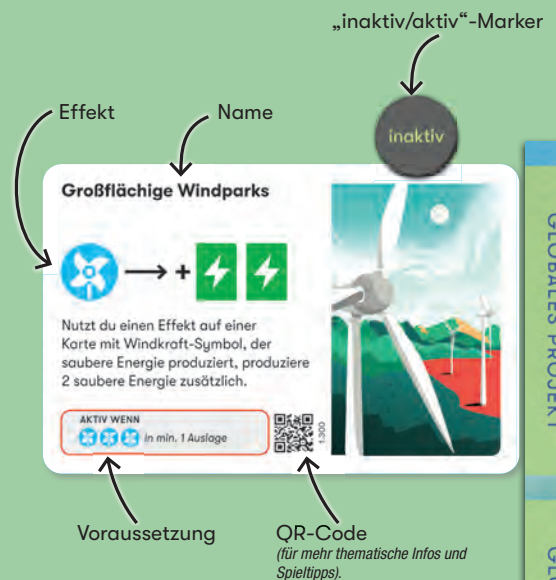 „inaktiv/aktiv“-Marker
Effekt
Name
inaktiv
Großflächige Windparks
Nutzt du einen Effekt auf einer
Karte mit Windkraft-Symbol, der
saubere Energie produziert, produziere
2 saubere Energie zusätzlich.
AKTIV WENN
in min. 1 Auslage
1.300
Voraussetzung
QR-Code
(für mehr thematische Infos und
Spieltipps).
GLOBALES PROJEKT